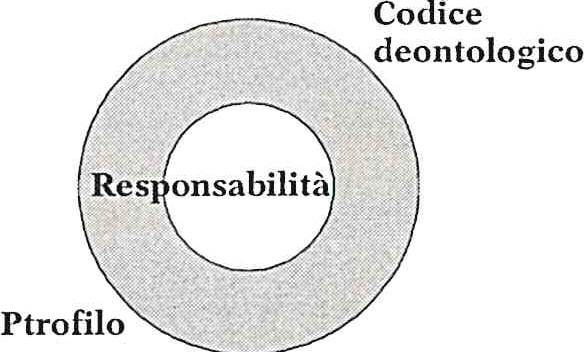 Codice
deontologico
Responsabilità
Ptrofilo